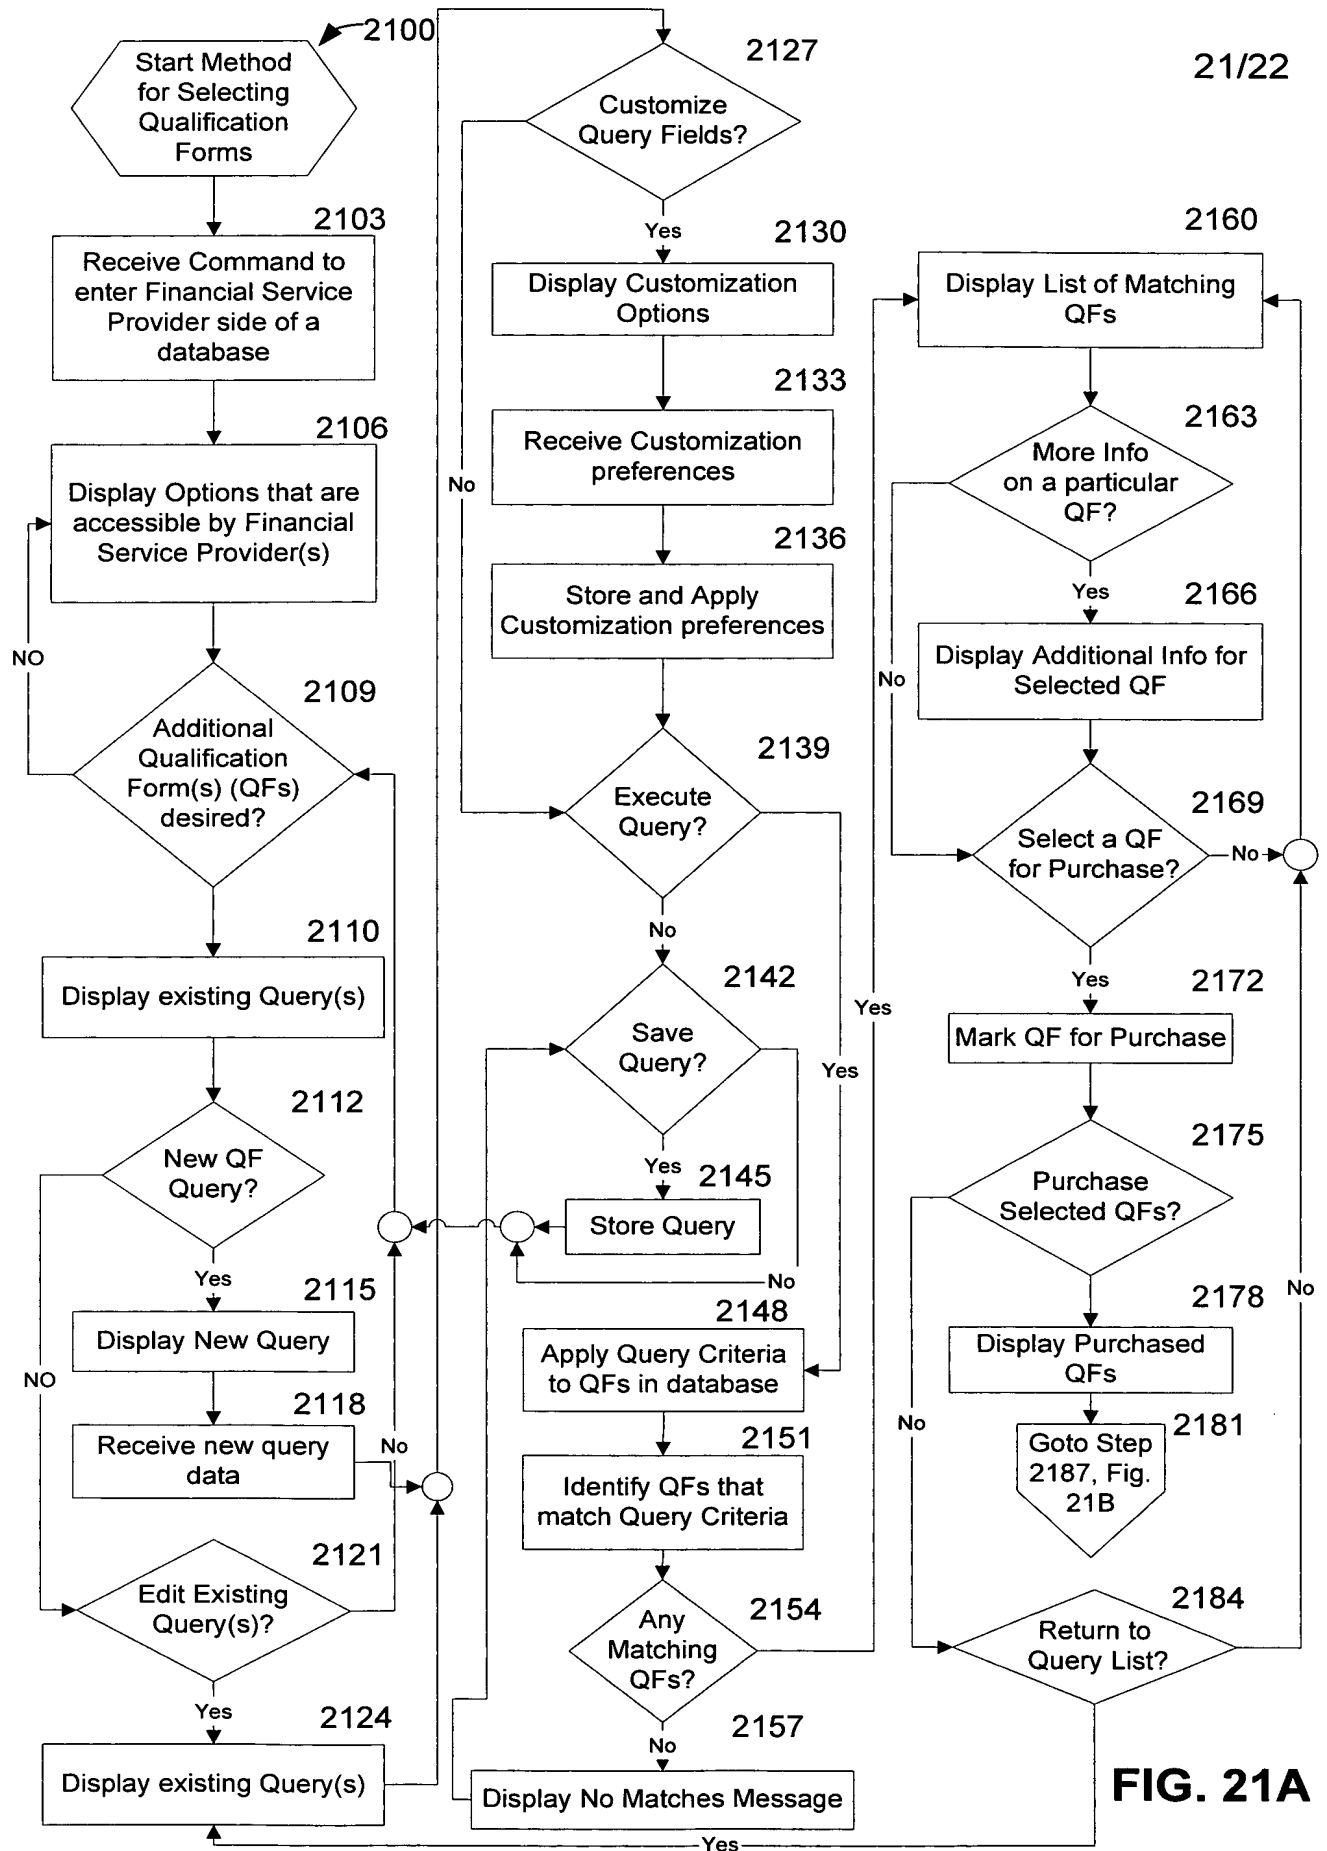 2100
Start Method
for Selecting
Qualification
Forms
2103
Receive Command to
enter Financial Service
Provider side of a
database
2106
Display Options that are
accessible by Financial
Service Provider(s)
NO
2109
Additional
Qualification
Form(s) (QFs)
desired?
2110
Display existing Query(s)
2112
New QF
Query?
Yes
2115
Display New Query
NO
2118
Receive new query
data
No
2121
Edit Existing
Query(s)?
Yes
2124
Display existing Query(s)
2127
Customize
Query Fields?
Yes
2130
Display Customization
Options
2133
Receive Customization
preferences
No
2136
Store and Apply
Customization preferences
2139
Execute
Query?
No
2142
Save
Query?
Yes
Yes
2145
Store Query
No
2148
Apply Query Criteria
to QFs in database
2151
Identify QFs that
match Query Criteria
2154
Any
Matching
QFs?
Yes
No
2157
Display No Matches Message
21/22
2160
Display List of Matching
QFs
2163
More Info
on a particular
QF?
Yes
2166
Display Additional Info for
Selected QF
No
2169
Select a QF
for Purchase?
No
Yes
2172
Mark QF for Purchase
2175
Purchase
Selected QFs?
2178
Display Purchased
QFs
No
2181
Goto Step
2187, Fig.
21B
No
2184
Return to
Query List?
Yes
FIG. 21A